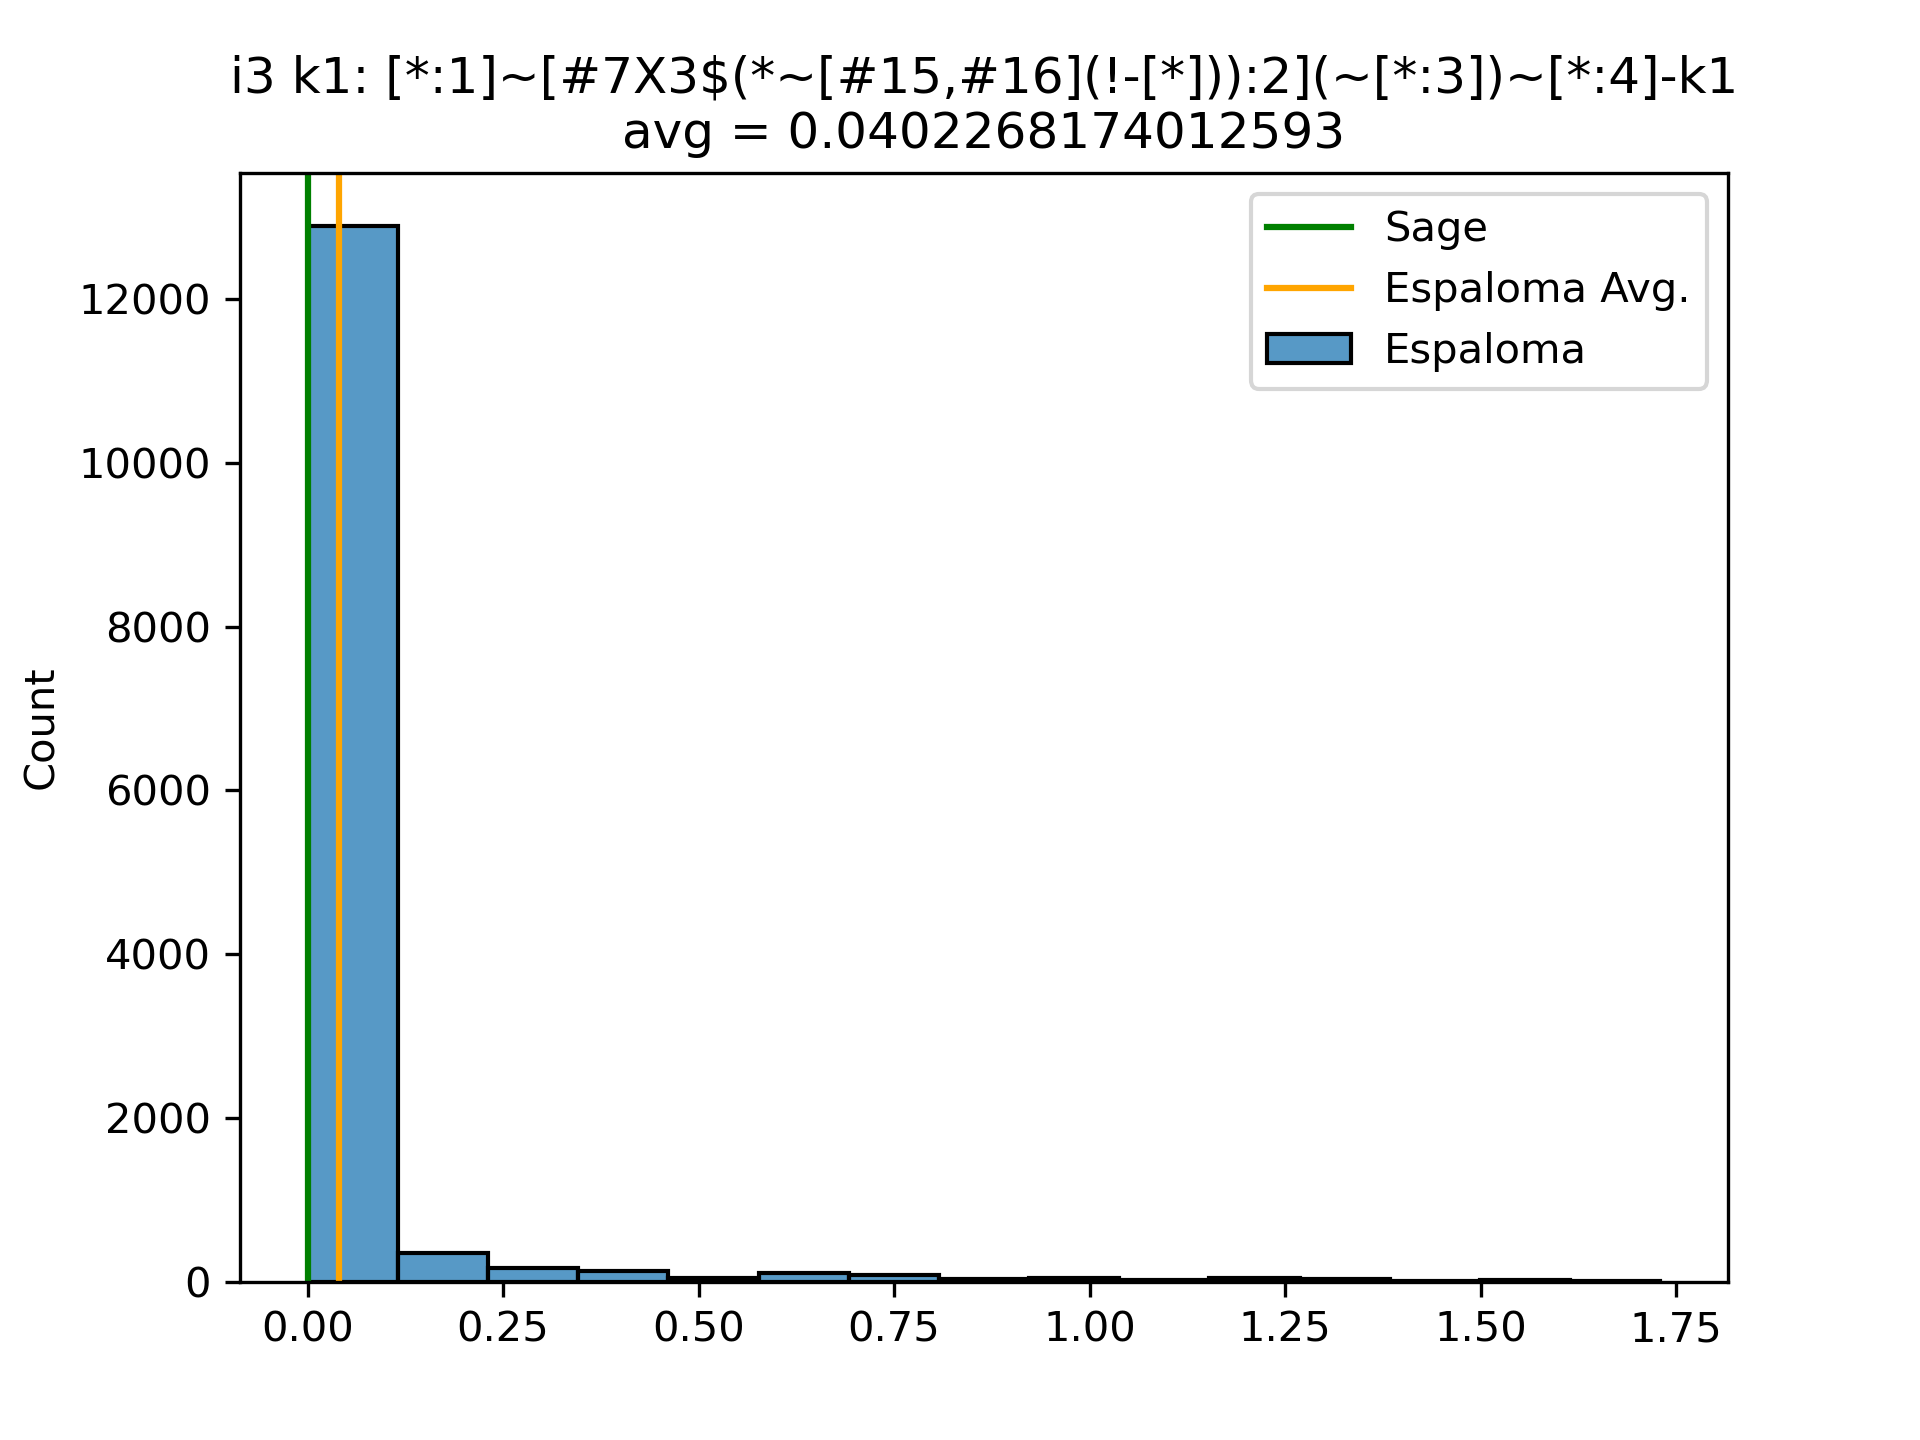 i3 k1: [*:1]~[#7X3$(*~[#15,#16](!-[*])):2](~[*:3])~[*:4]-k1
avg = 0.0402268174012593
Sage
Espaloma Avg.
Espaloma
Count
12000
10000
8000
6000
4000
2000
0
0.00 0.25 0.50 0.75 1.00 1.25 1.50 1.75